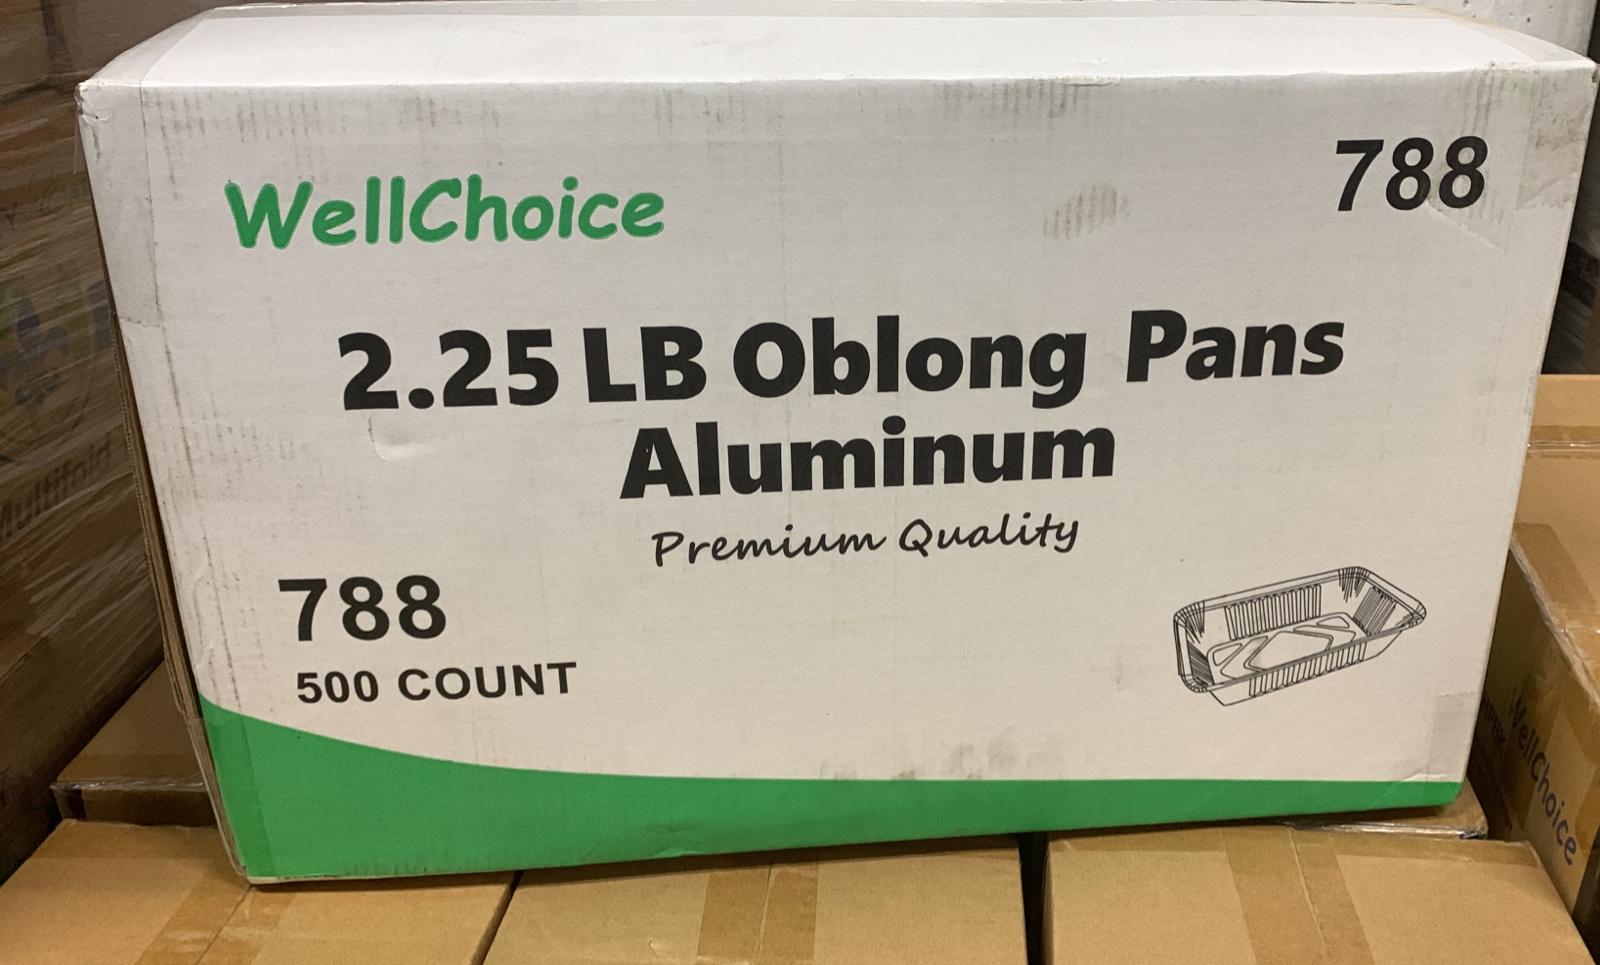 788
WellChoice
2.25 LB Oblong Pans
Aluminum
Premium Quality
788
500 COUNT
WellChoice